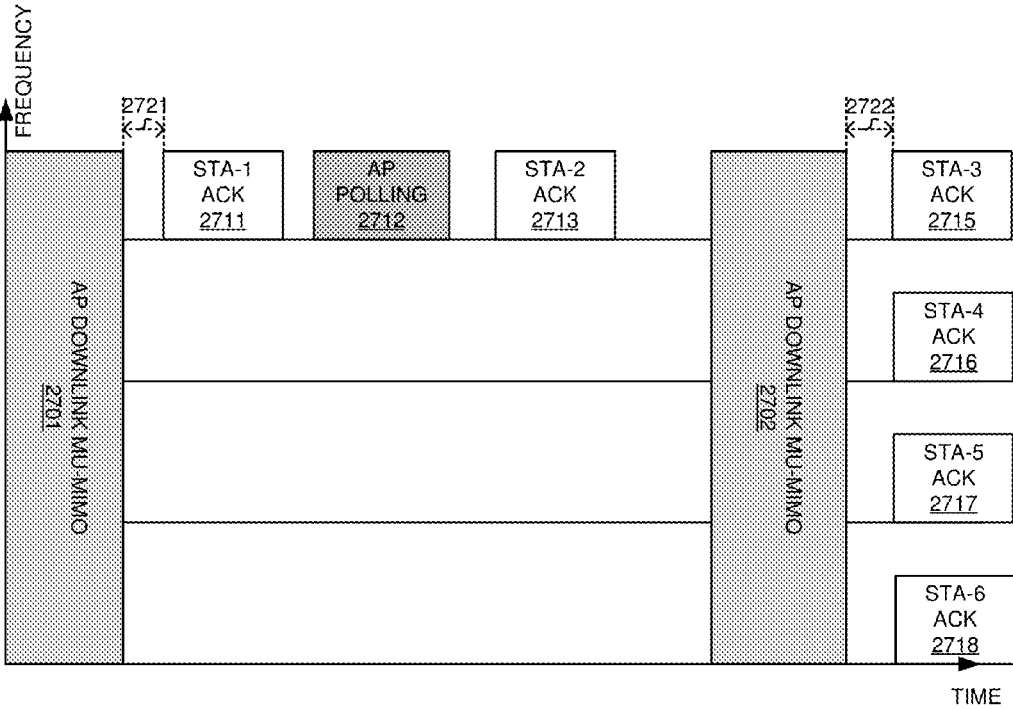 FREQUENCY
2721
2722
STA-1
ACK
2711
AP
POLLING
2712
STA-2
ACK
2713
STA-3
ACK
2715
AP DOWNLINK MU-MIMO
2701
AP DOWNLINK MU-MIMO
2702
STA-4
ACK
2716
STA-5
ACK
2717
STA-6
ACK
2718
TIME